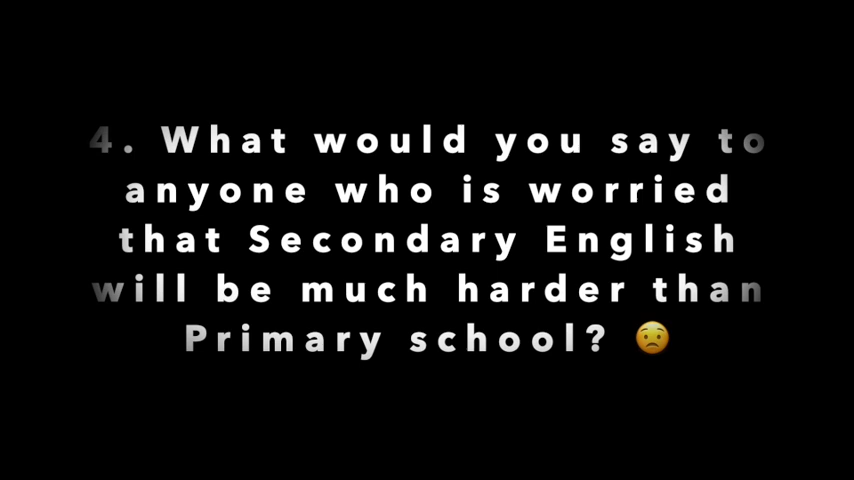 4. What would you say to
anyone who is worried
that Secondary English
will be much harder than
Primary school? 😟